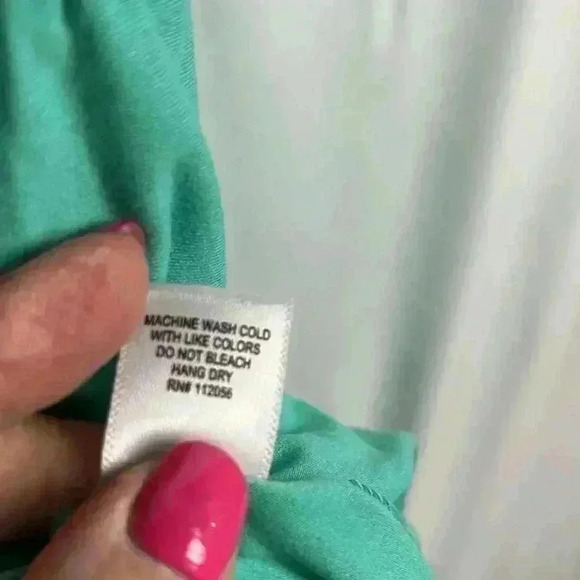 MACHINE WASH COLD
WITH LIKE COLORS
DO NOT BLEACH
HANG DRY
RN# 112056